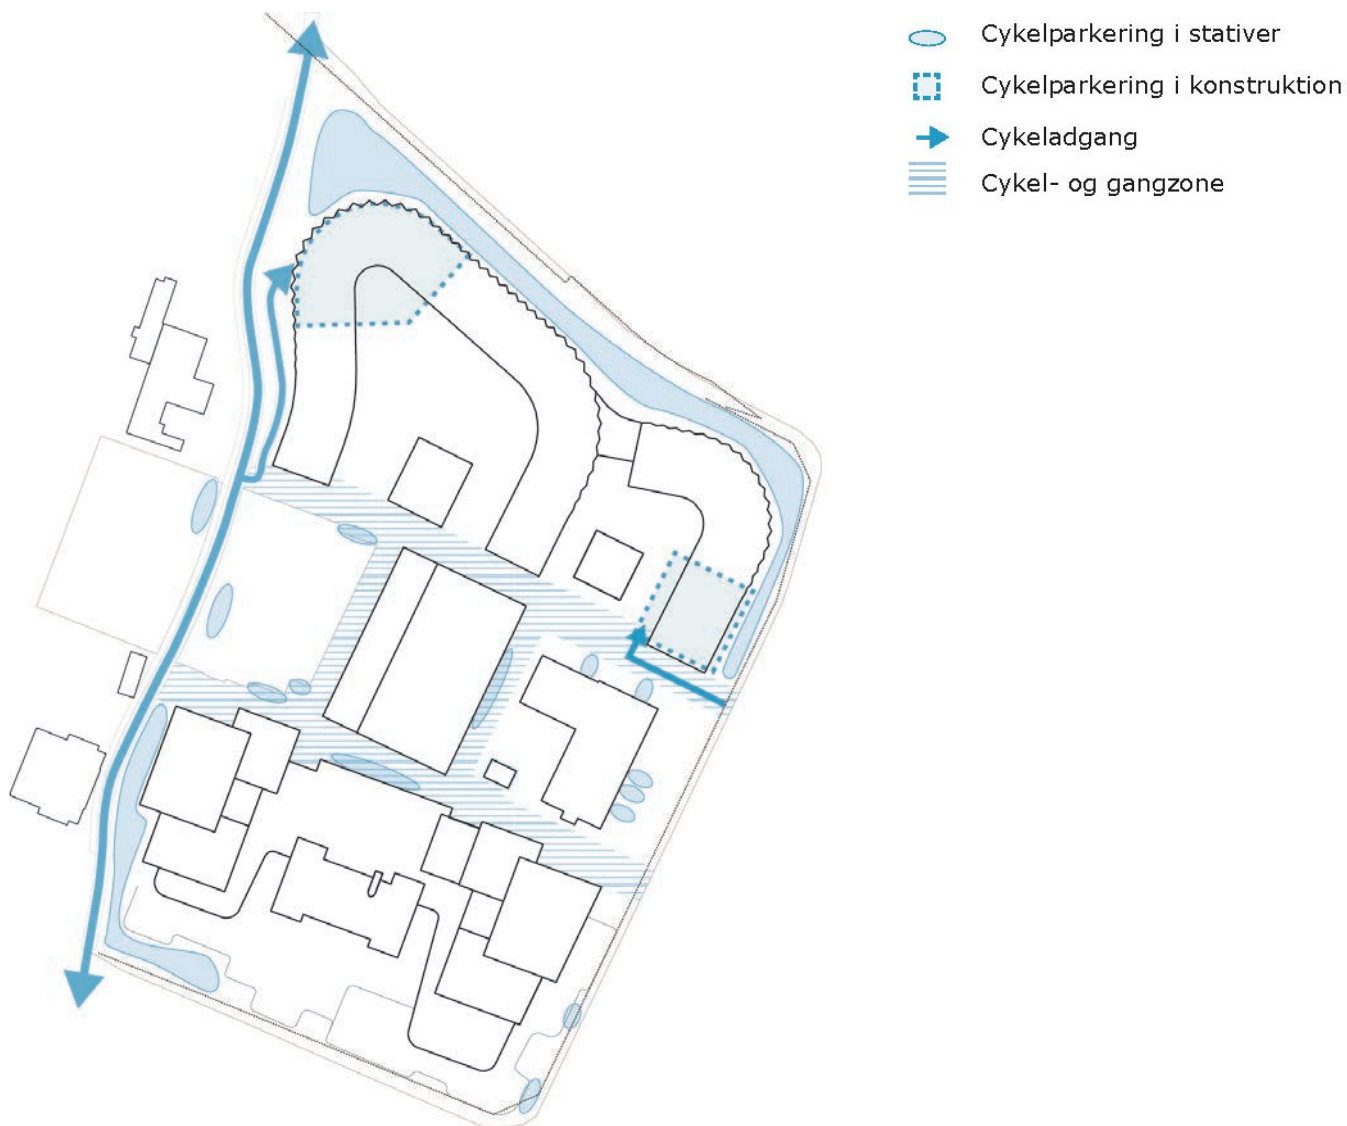 Cykelparkering i stativer
Cykelparkering i konstruktion
Cykeladgang
Cykel- og gangzone